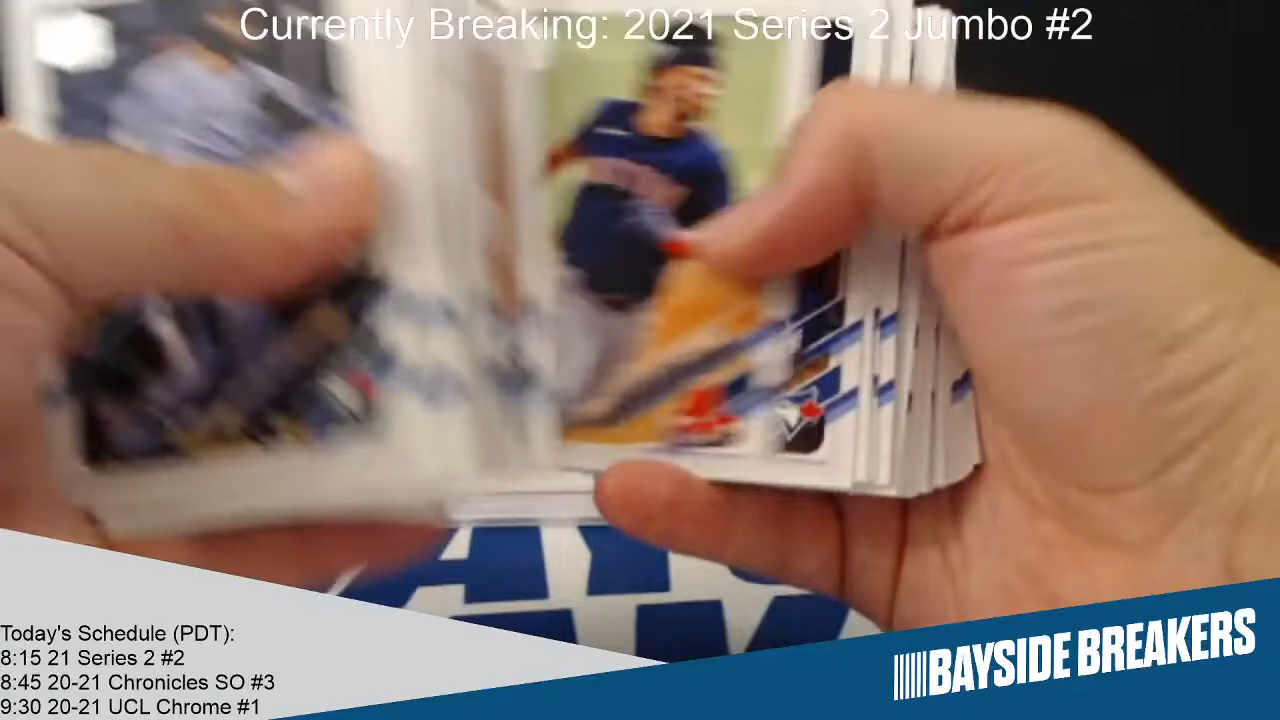 Currently Breaking: 2021 Series 2 Jumbo #2
Today's Schedule (PDT):
8:15 21 Series 2 #2
8:45 20-21 Chronicles SO #3
9:30 20-21 UCL Chrome #1
BAYSIDE BREAKERS